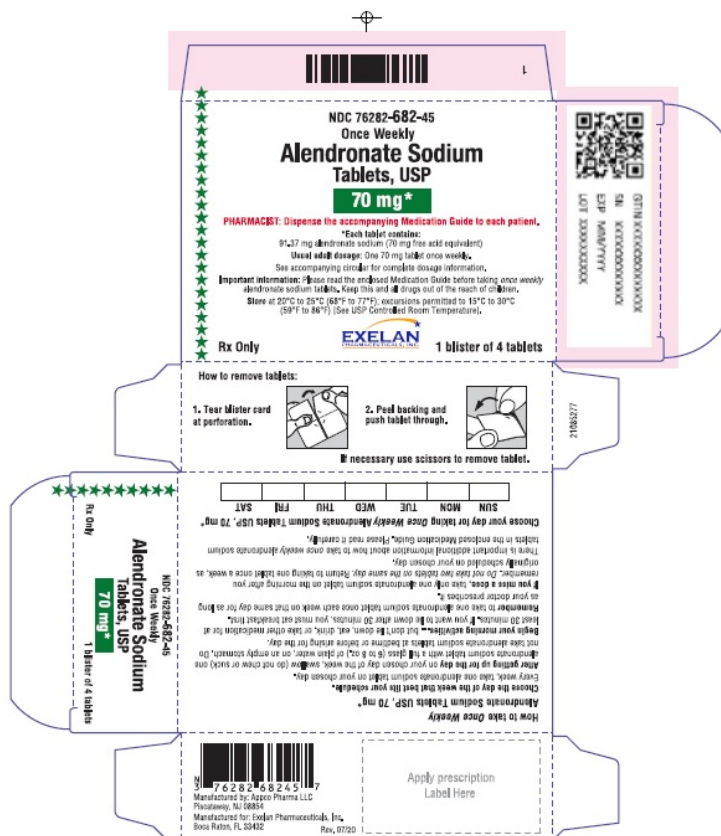 1
NDC 76282-682-45
Once Weekly
Alendronate Sodium
Tablets, USP
70 mg*
PHARMACIST: Dispense the accompanying Medication Guide to each patient.
*Each tablet contains:
91.37 mg alendronate sodium (70 mg free acid equivalent)
Usual adult dosage: One 70 mg tablet once weekly.
See accompanying circular for complete dosage information.
Important information: Please read the enclosed Medication Guide before taking once weekly
alendronate sodium tablets. Keep this and all drugs out of the reach of children.
Store at 20°C to 25°C (68°F to 77°F); excursions permitted to 15°C to 30°C
(59°F to 86°F) (See USP Controlled Room Temperature).
EXELAN
PHARMACEUTICALS, INC.
Rx Only
1 blister of 4 tablets
GTIN
SN
EXP MM/YYYY
LOT
How to remove tablets:
1. Tear blister card
at perforation.
2. Peel backing and
push tablet through.
If necessary use scissors to remove tablet.
21085277
How to take Once Weekly
Alendronate Sodium Tablets USP, 70 mg*
Choose the day of the week that best fits your schedule.
Every week, take one alendronate sodium tablet on your chosen day.
After getting up for the day on your chosen day of the week, swallow (do not chew or suck) one
alendronate sodium tablet with a full glass (6 to 8 oz.) of plain water, on an empty stomach. Do
not take alendronate sodium tablets at bedtime or before arising for the day.
Begin your morning activities— but don't lie down, eat, drink, or take other medication for at
least 30 minutes. If you want to lie down after 30 minutes, you must eat breakfast first.
Remember to take one alendronate sodium tablet once each week on that same day for as long
as your doctor prescribes it.
If you miss a dose, take only one alendronate sodium tablet on the morning after you
remember. Do not take two tablets on the same day. Return to taking one tablet once a week, as
originally scheduled on your chosen day.
There is important additional information about how to take once weekly alendronate sodium
tablets in the enclosed Medication Guide. Please read it carefully.
Choose your day for taking Once Weekly Alendronate Sodium Tablets USP, 70 mg*
SUN MON TUE WED THU FRI SAT
NDC 76282-682-45
Once Weekly
Alendronate Sodium
Tablets, USP
70 mg*
Rx Only
1 blister of 4 tablets
N
3 76282 68245 7
Manufactured by: Appco Pharma LLC
Piscataway, NJ 08854
Manufactured for: Exelan Pharmaceuticals, Inc.
Boca Raton, FL 33432
Rev. 07/20
Apply prescription
Label Here